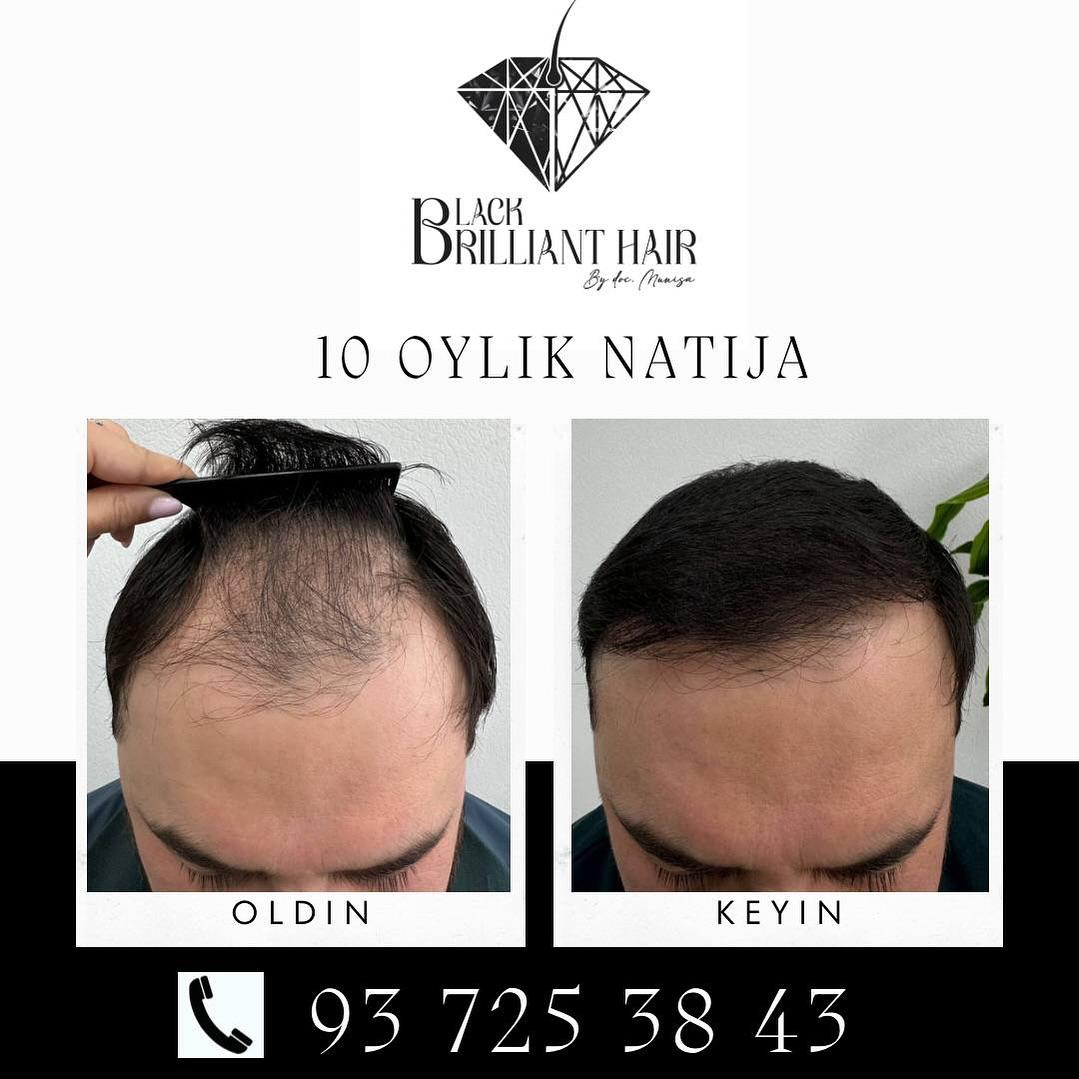 BLACK
BRILLIANT HAIR
By doc. Munisa
10 OYLIK NATIJA
OLDIN
KEYIN
93 725 38 43